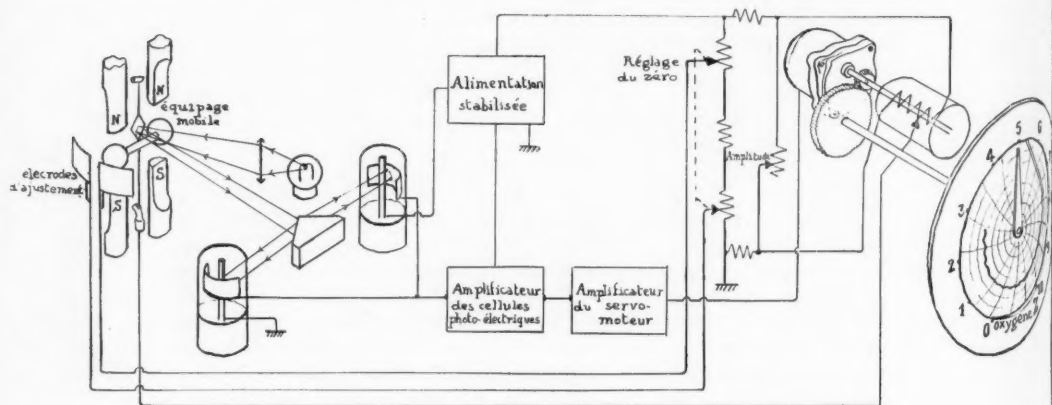 N
N
S
S
équipage
mobile
élecrodes
d'ajustement
Alimentation
stabilisée
Amplificateur
des cellules
photo-électriques
Amplificateur
du servo-
moteur
Réglage
du zéro
Amplitude
0
1
2
3
4
5
6
oxygène